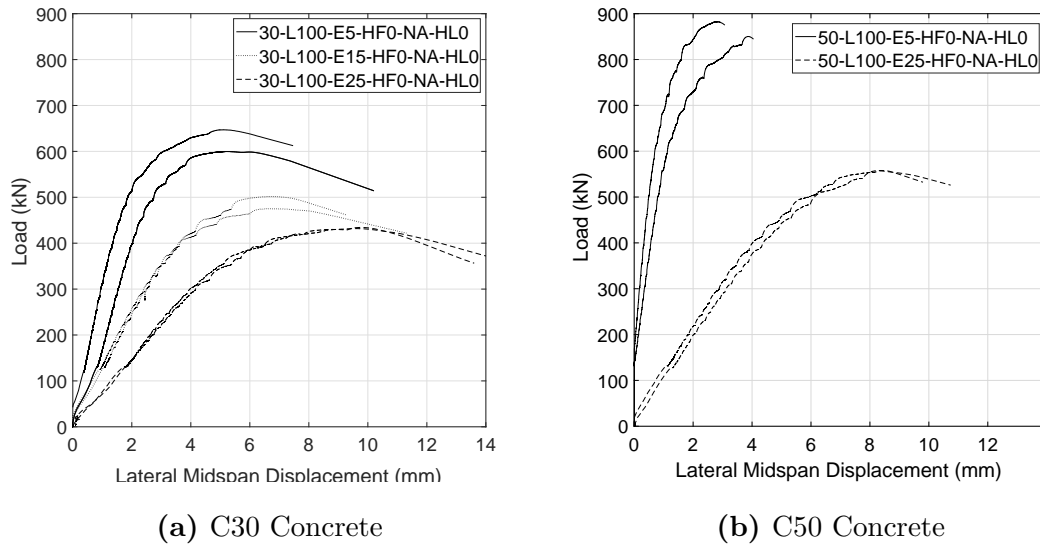 900
800
700
600
500
400
300
200
100
0
Load (kN)
30-L100-E5-HF0-NA-HL0
30-L100-E15-HF0-NA-HL0
30-L100-E25-HF0-NA-HL0
0 2 4 6 8 10 12 14
Lateral Midspan Displacement (mm)
(a) C30 Concrete
900
800
700
600
500
400
300
200
100
0
Load (kN)
50-L100-E5-HF0-NA-HL0
50-L100-E25-HF0-NA-HL0
0 2 4 6 8 10 12
Lateral Midspan Displacement (mm)
(b) C50 Concrete